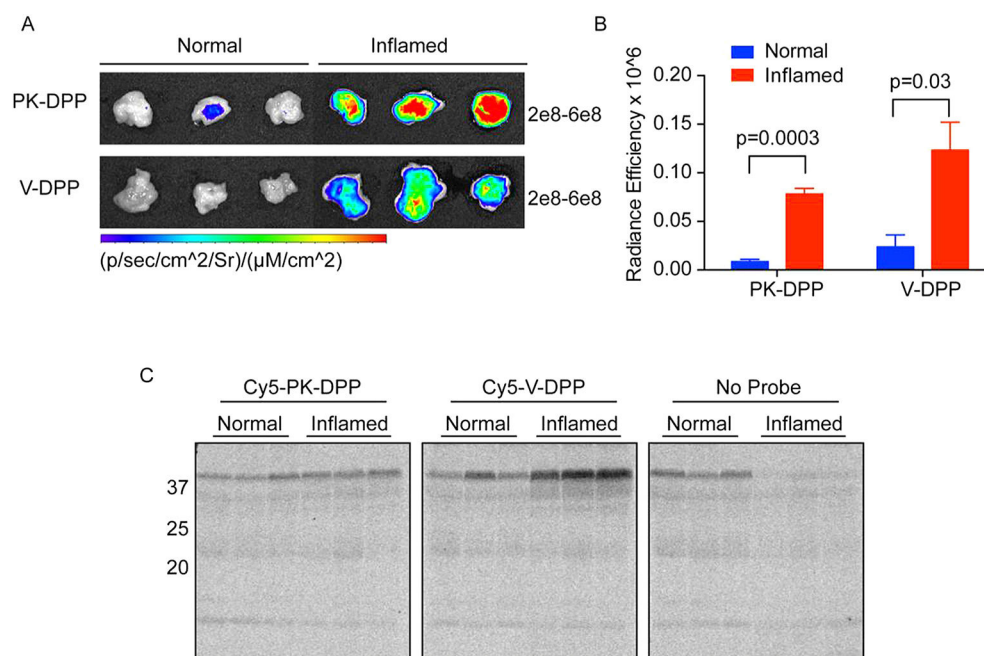 A
Normal Inflamed
PK-DPP
2e8-6e8
V-DPP
2e8-6e8
(p/sec/cm^2/Sr)/(µM/cm^2)
B
Normal
Inflamed
Radiance Efficiency x 10^6
0.20
0.15
0.10
0.05
0.00
p=0.0003
p=0.03
PK-DPP V-DPP
C
Cy5-PK-DPP Cy5-V-DPP No Probe
Normal Inflamed Normal Inflamed Normal Inflamed
37
25
20